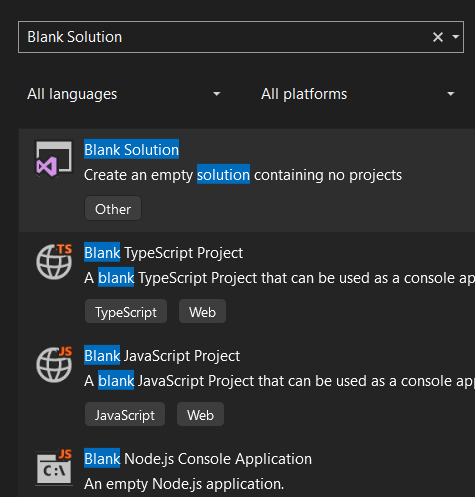 Blank Solution
All languages
All platforms
Blank Solution
Create an empty solution containing no projects
Other
TS
Blank TypeScript Project
A blank TypeScript Project that can be used as a console ap
TypeScript
Web
JS
Blank JavaScript Project
A blank JavaScript Project that can be used as a console ap
JavaScript
Web
JS
C:\
Blank Node.js Console Application
An empty Node.js application.